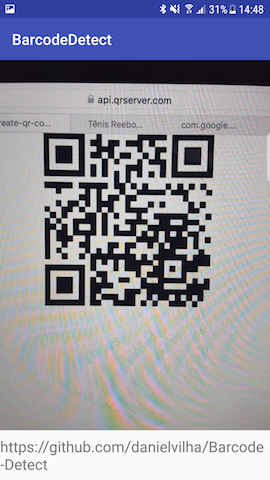 31% 14:48
BarcodeDetect
api.qrserver.com
reate-qr-co...
Tênis Reebo...
com.google....
https://github.com/danielvilha/Barcode
-Detect